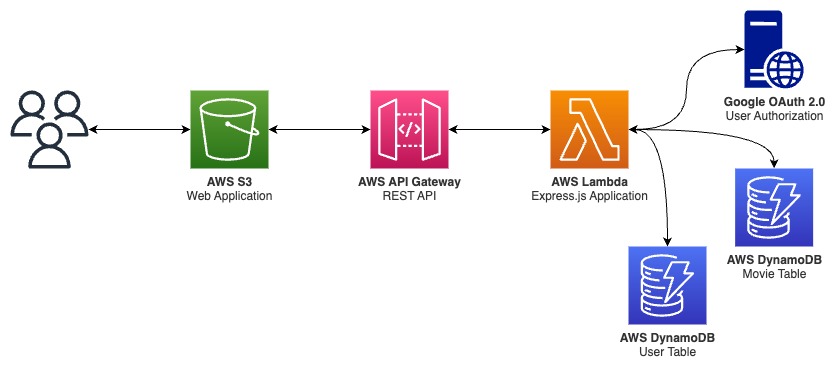 Google OAuth 2.0
User Authorization
</>
AWS S3
Web Application
AWS API Gateway
REST API
AWS Lambda
Express.js Application
AWS DynamoDB
Movie Table
AWS DynamoDB
User Table